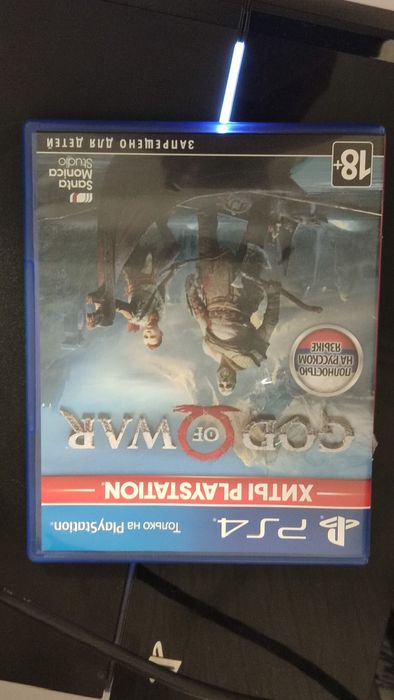 PS4
Только на PlayStation
ХИТЫ PLAYSTATION
GOD OF WAR
ПОЛНОСТЬЮ
НА РУССКОМ
ЯЗЫКЕ
18+
Santa
Monica
Studio
ЗАПРЕЩЕНО ДЛЯ ДЕТЕЙ